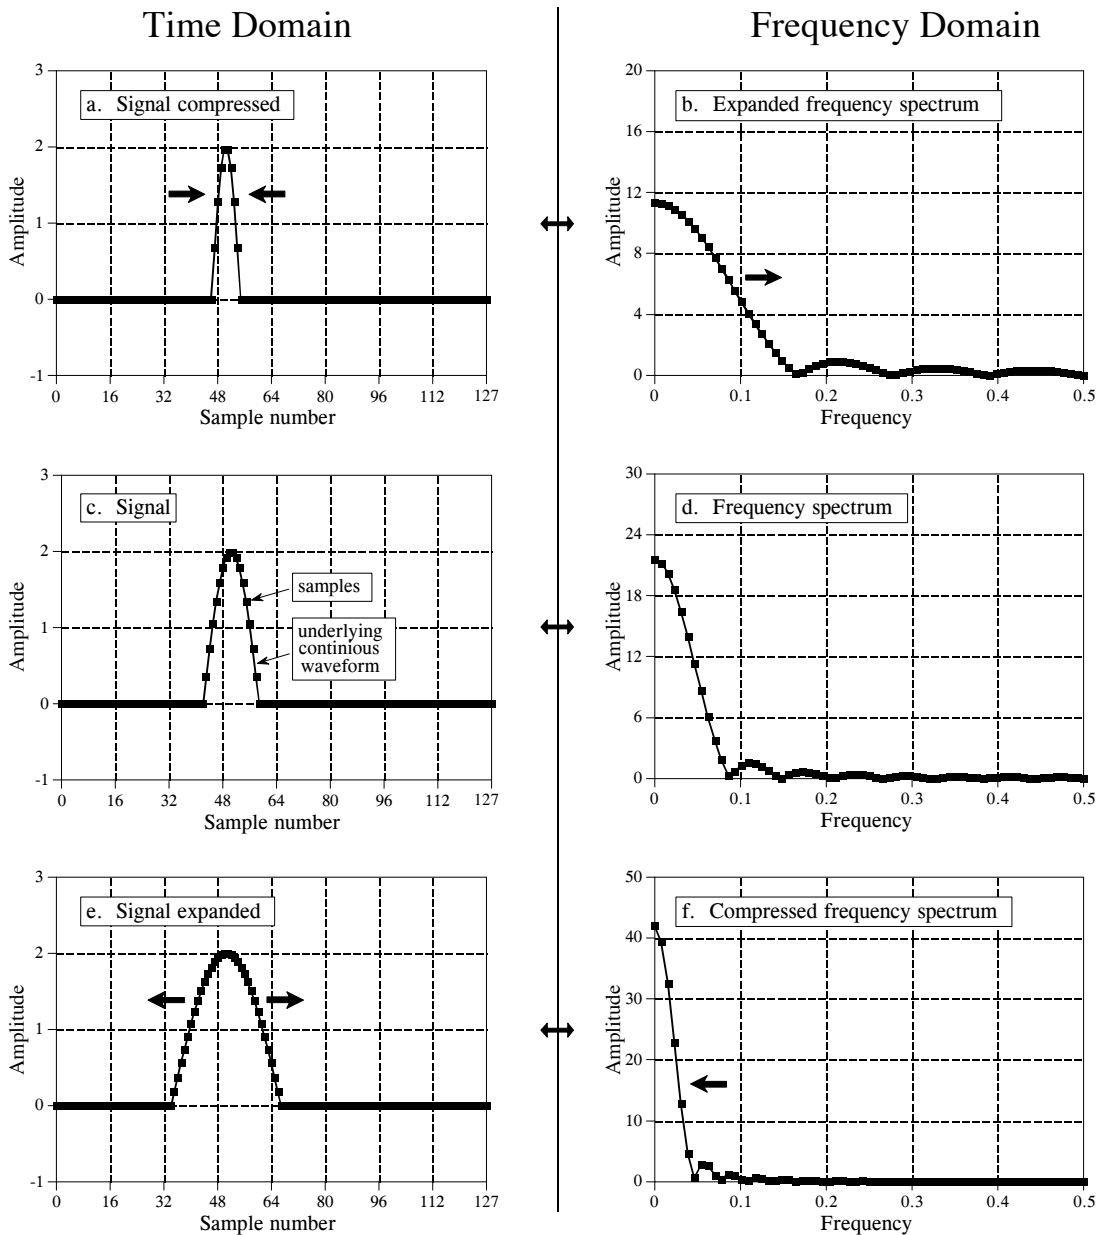 Time Domain
Frequency Domain
3
2
1
0
-1
Amplitude
a. Signal compressed
0 16 32 48 64 80 96 112 127
Sample number
20
16
12
8
4
0
Amplitude
b. Expanded frequency spectrum
0 0.1 0.2 0.3 0.4 0.5
Frequency
3
2
1
0
-1
Amplitude
c. Signal
samples
underlying
continious
waveform
0 16 32 48 64 80 96 112 127
Sample number
30
24
18
12
6
0
Amplitude
d. Frequency spectrum
0 0.1 0.2 0.3 0.4 0.5
Frequency
3
2
1
0
-1
Amplitude
e. Signal expanded
0 16 32 48 64 80 96 112 127
Sample number
50
40
30
20
10
0
Amplitude
f. Compressed frequency spectrum
0 0.1 0.2 0.3 0.4 0.5
Frequency